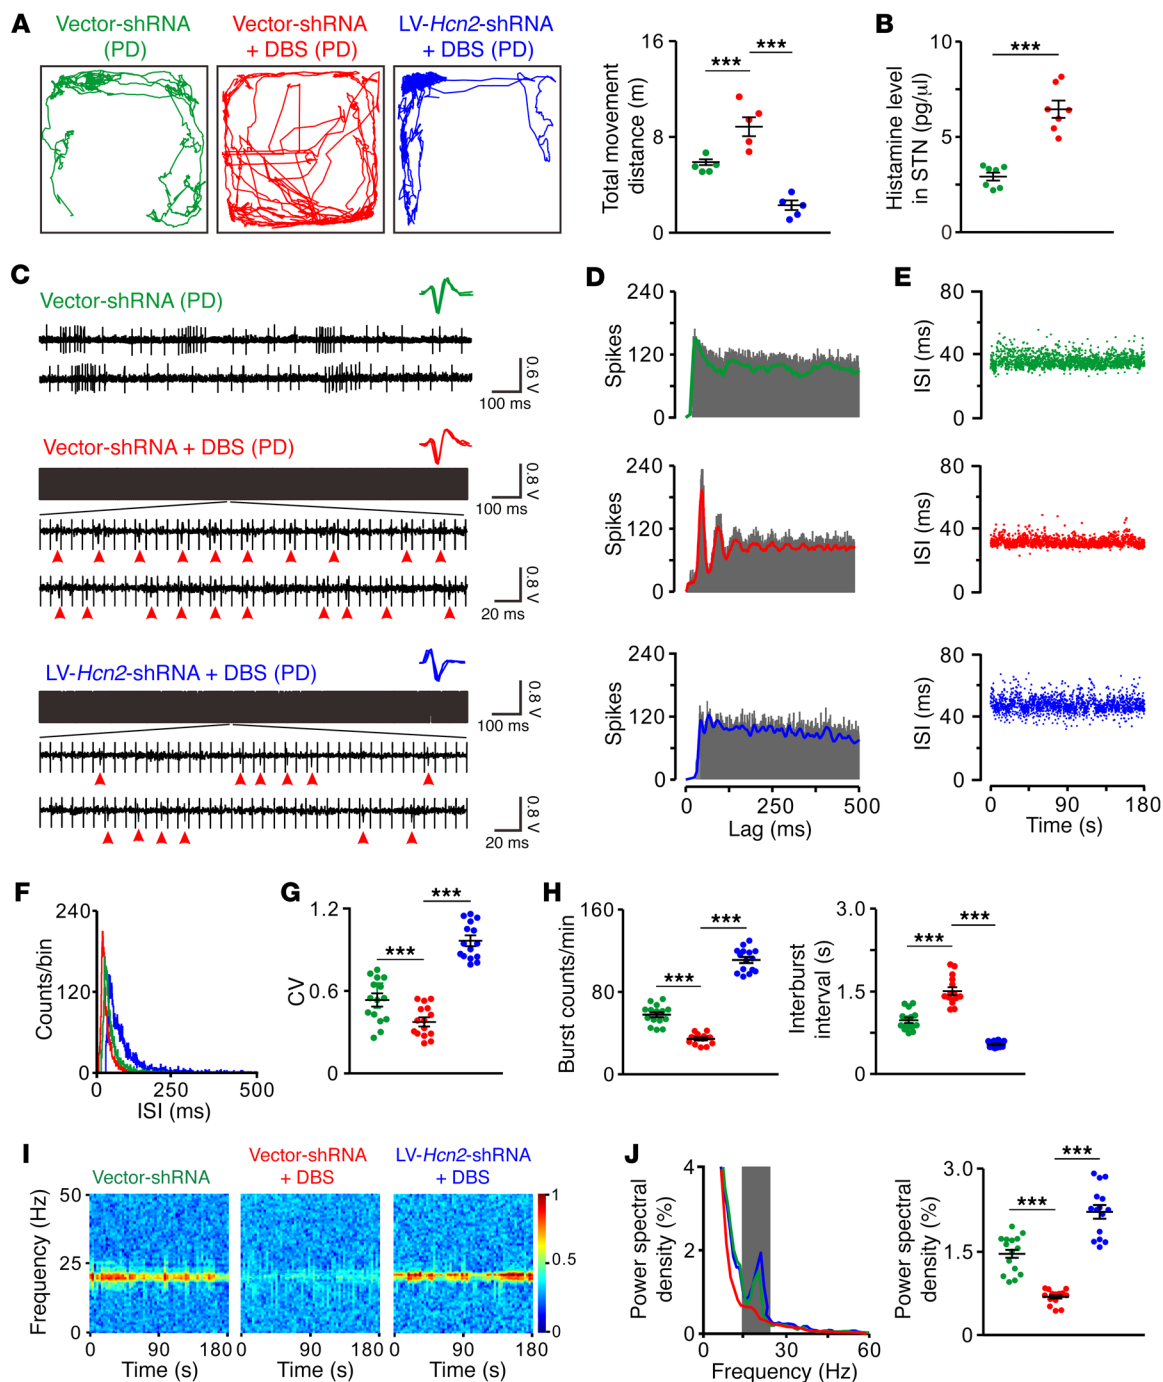 A
Vector-shRNA
(PD)
Vector-shRNA
+ DBS (PD)
LV-Hcn2-shRNA
+ DBS (PD)
Total movement
distance (m)
16
8
0
***
***
B
Histamine level
in STN (pg/µl)
10
5
0
***
C
Vector-shRNA (PD)
0.6 V
100 ms
Vector-shRNA + DBS (PD)
0.8 V
100 ms
0.8 V
20 ms
LV-Hcn2-shRNA + DBS (PD)
0.8 V
100 ms
0.8 V
20 ms
D
Spikes
240
120
0
Spikes
240
120
0
Spikes
240
120
0
0
250
500
Lag (ms)
E
ISI (ms)
80
40
0
ISI (ms)
80
40
0
ISI (ms)
80
40
0
0
90
180
Time (s)
F
Counts/bin
240
120
0
0
250
500
ISI (ms)
G
CV
1.2
0.6
0
***
***
H
Burst counts/min
160
80
0
***
***
Interburst
interval (s)
3.0
1.5
0
***
***
I
Vector-shRNA
Vector-shRNA
+ DBS
LV-Hcn2-shRNA
+ DBS
Frequency (Hz)
50
25
0
0
90
180
Time (s)
0
90
180
Time (s)
0
90
180
Time (s)
1
0.5
0
J
Power spectral
density (%)
4
2
0
0
30
60
Frequency (Hz)
Power spectral
density (%)
3.0
1.5
0
***
***